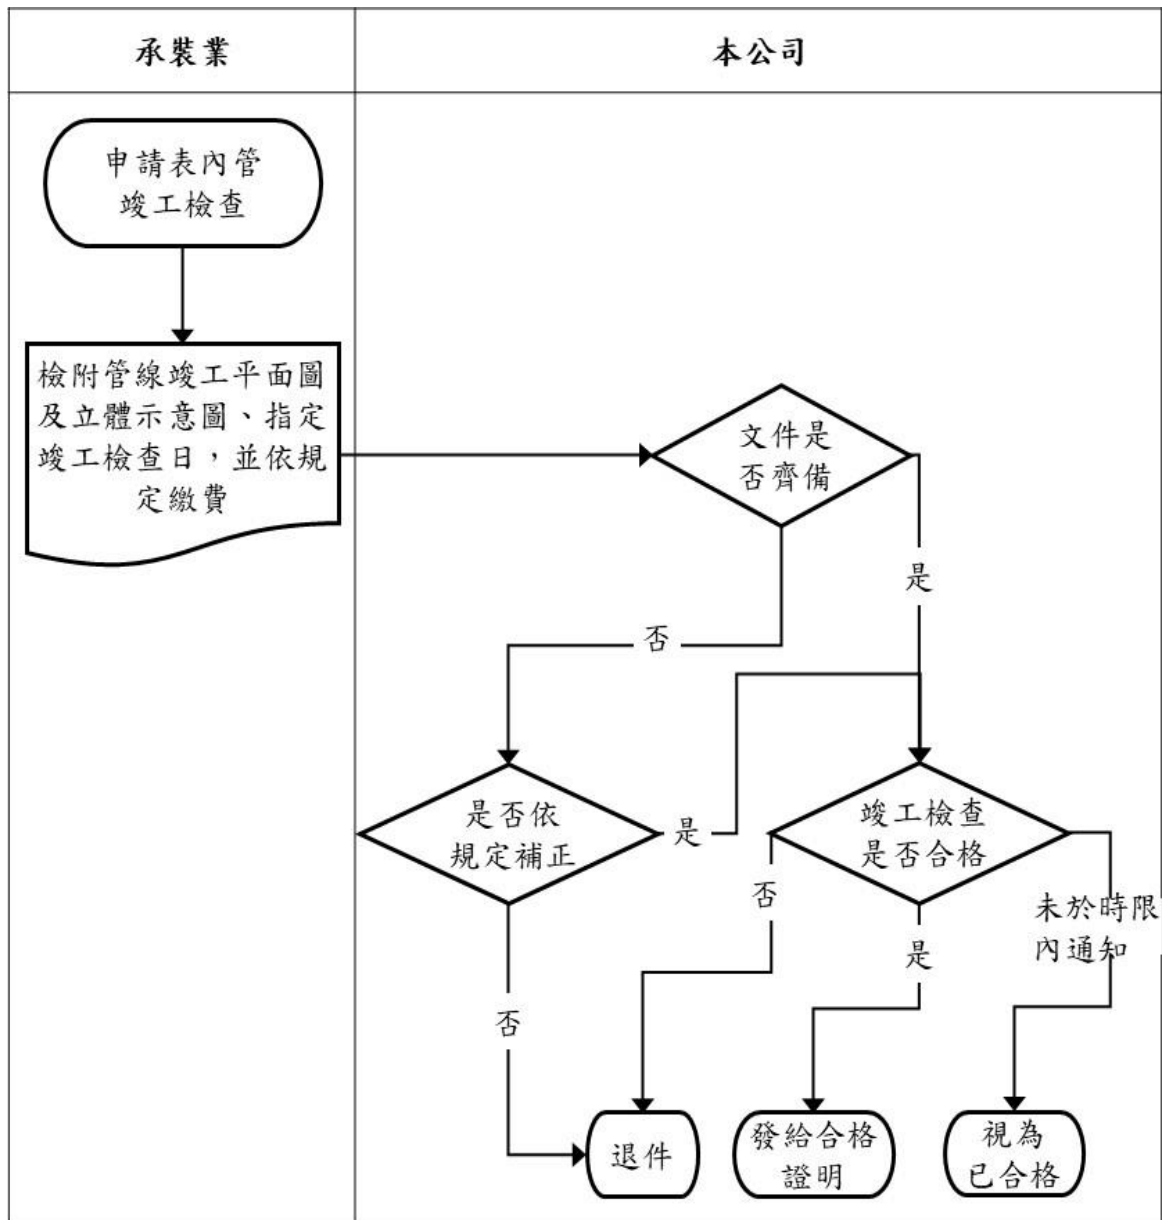 承裝業
本公司
申請表內管
竣工檢查
檢附管線竣工平面圖
及立體示意圖、指定
竣工檢查日，並依規
定繳費
文件是
否齊備
是
否
是否依
規定補正
是
竣工檢查
是否合格
否
是
未於時限
內通知
否
退件
發給合格
證明
視為
已合格